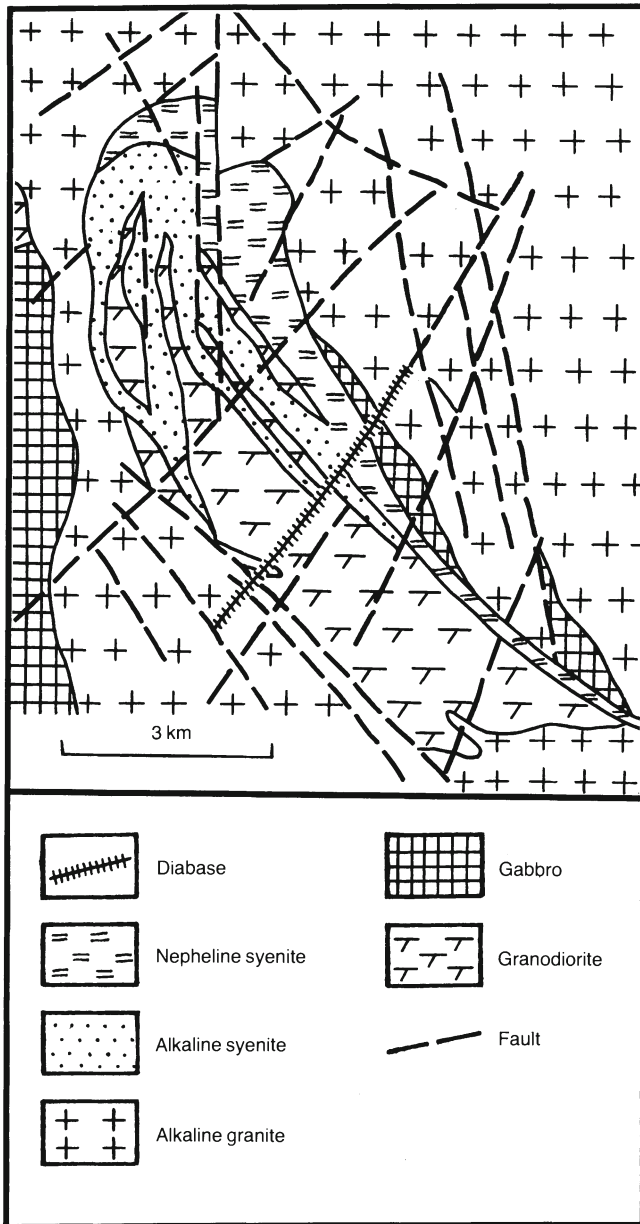 3 km
Diabase
Nepheline syenite
Alkaline syenite
Alkaline granite
Gabbro
Granodiorite
Fault